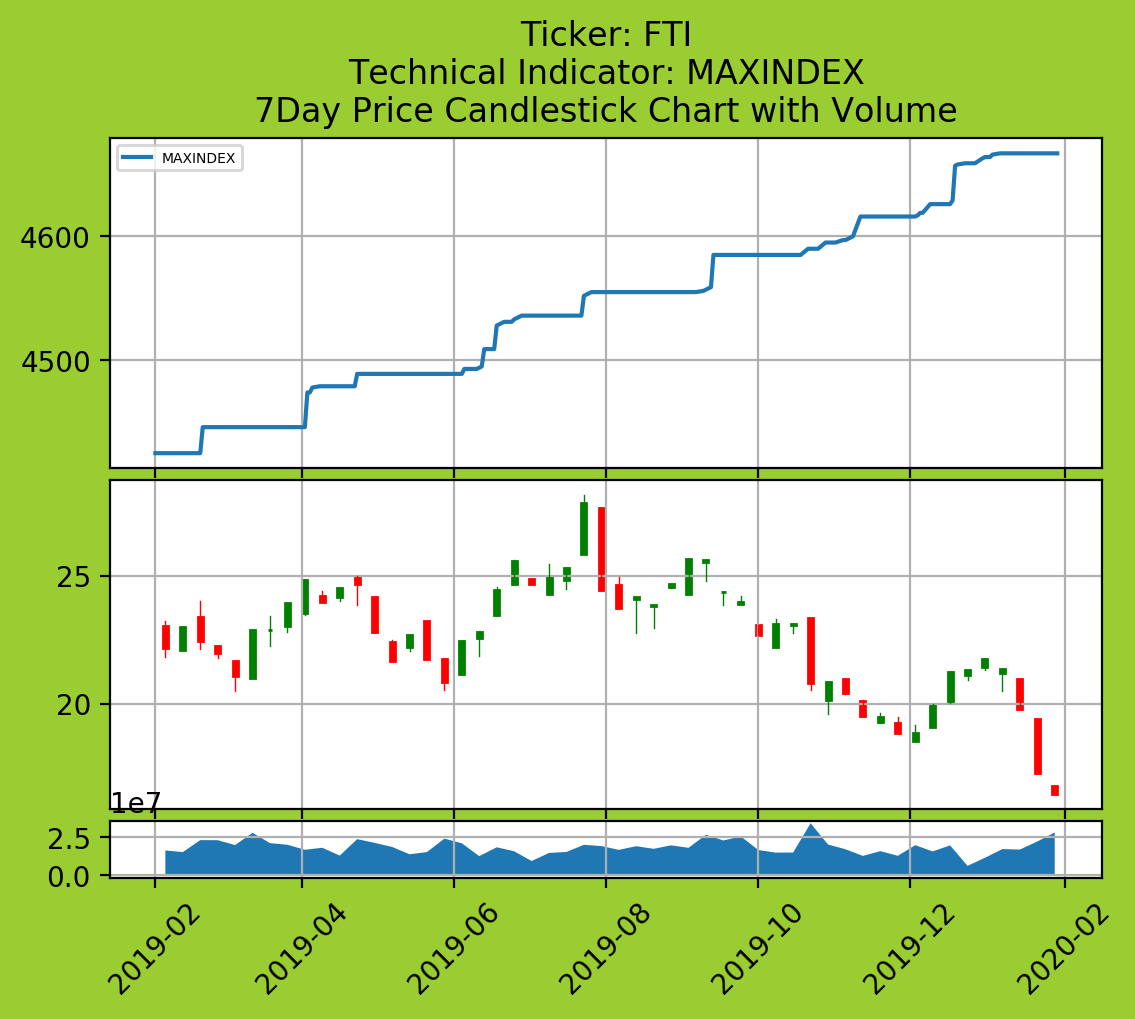 Ticker: FTI
Technical Indicator: MAXINDEX
7Day Price Candlestick Chart with Volume
MAXINDEX
4600
4500
25
20
1e7
2.5
0.0
2019-02
2019-04
2019-06
2019-08
2019-10
2019-12
2020-02